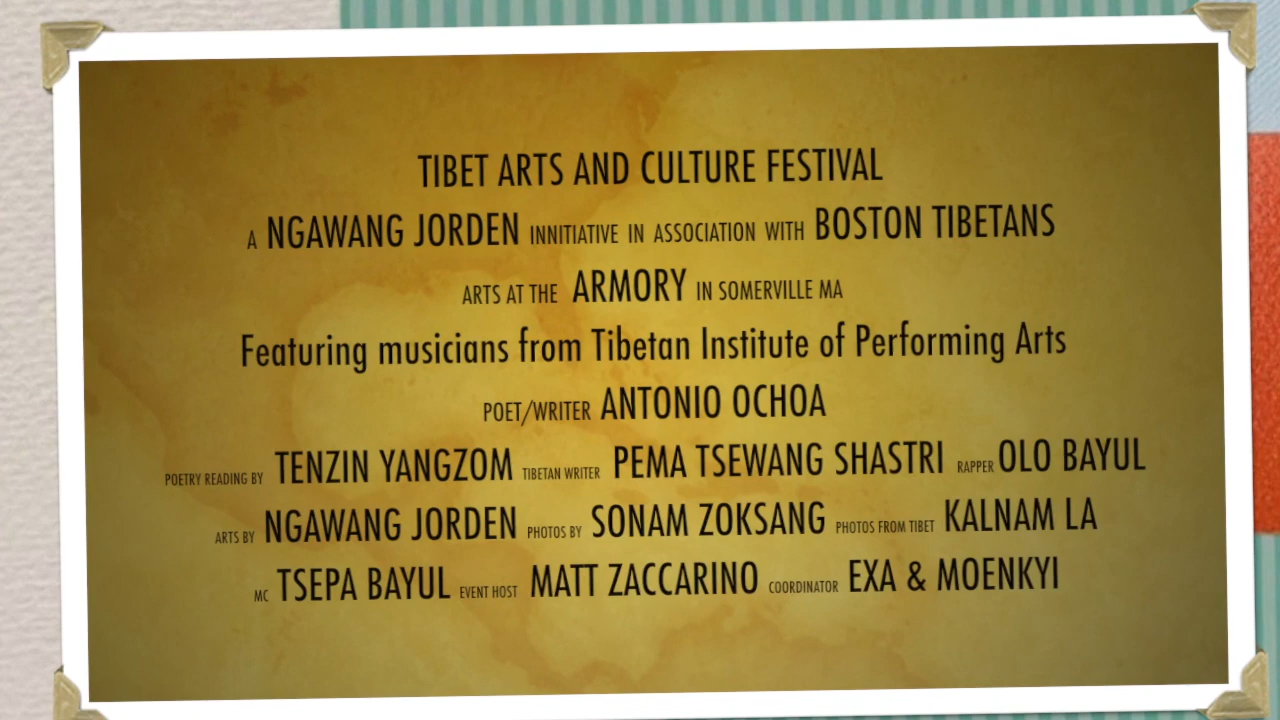 TIBET ARTS AND CULTURE FESTIVAL
A NGAWANG JORDEN INNITIATIVE IN ASSOCIATION WITH BOSTON TIBETANS
ARTS AT THE ARMORY IN SOMERVILLE MA
Featuring musicians from Tibetan Institute of Performing Arts
POET/WRITER ANTONIO OCHOA
POETRY READING BY TENZIN YANGZOM TIBETAN WRITER PEMA TSEWANG SHASTRI RAPPER OLO BAYUL
ARTS BY NGAWANG JORDEN PHOTOS BY SONAM ZOKSANG PHOTOS FROM TIBET KALNAM LA
MC TSEPA BAYUL EVENT HOST MATT ZACCARINO COORDINATOR EXA & MOENKYI